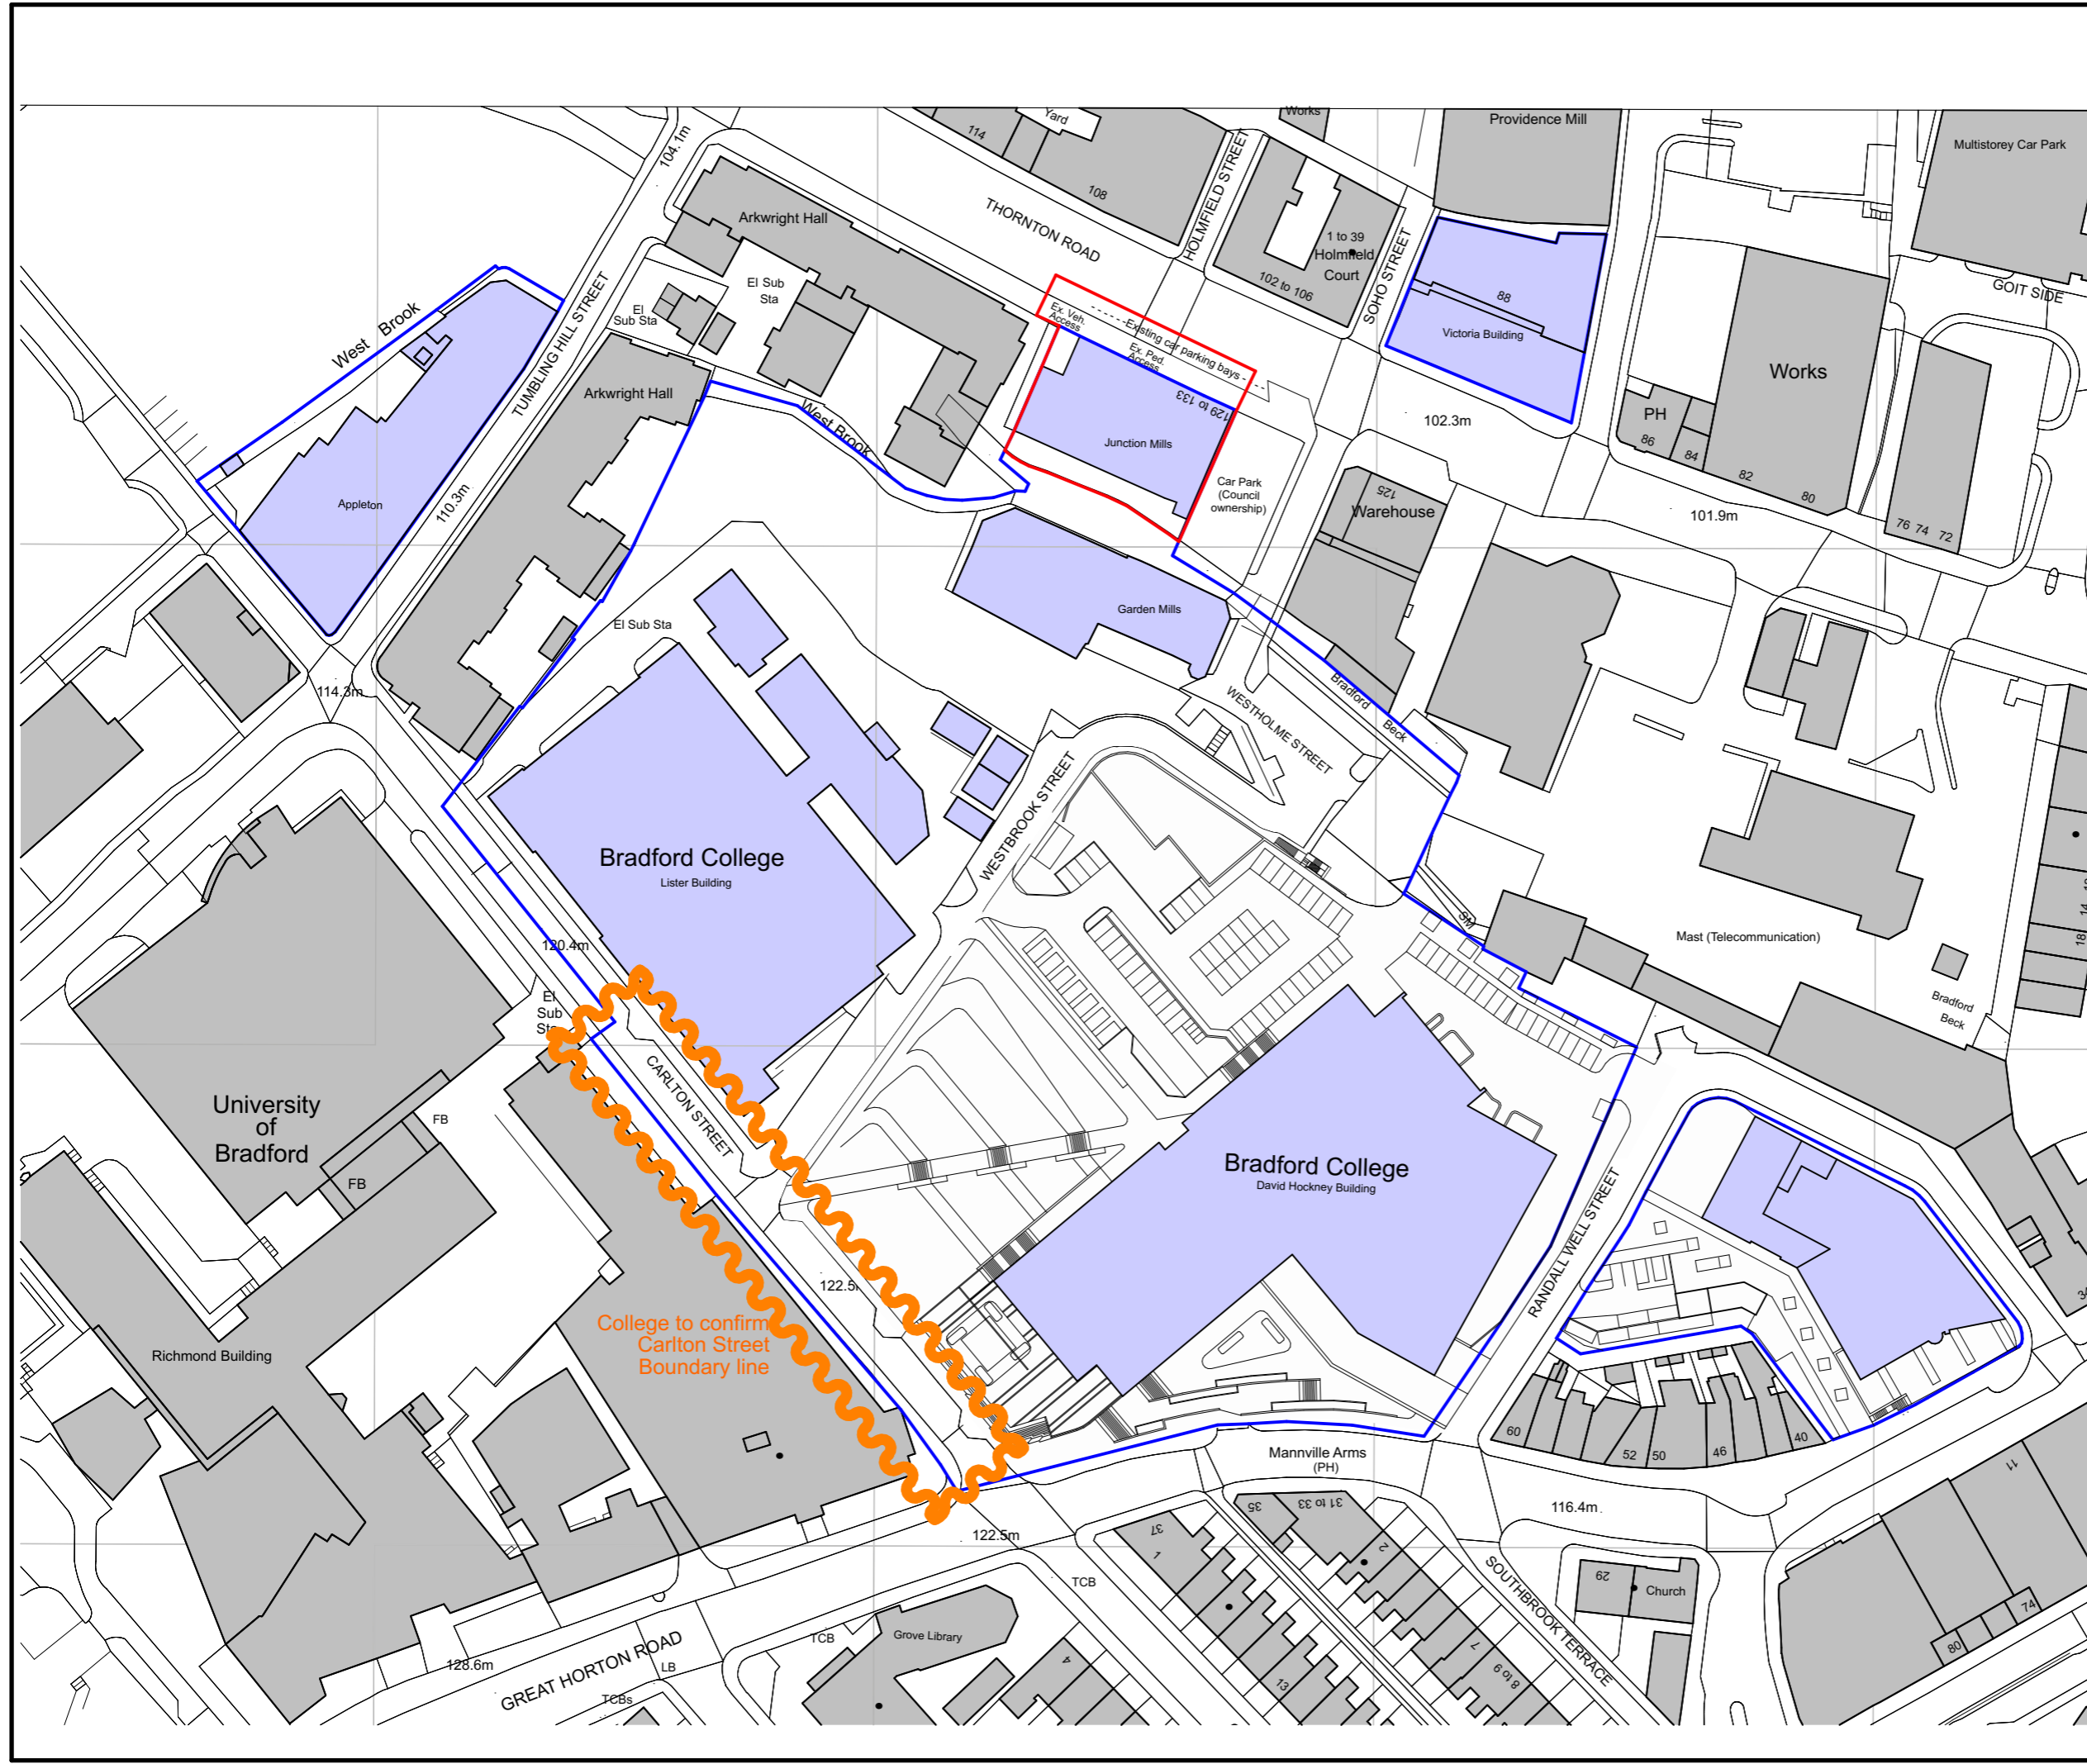 Yard
114
108
Works
Providence Mill
Multistorey Car Park
104.1m
Arkwright Hall
THORNTON ROAD
HOLMFIELD STREET
1 to 39
Holmfield
Court
102 to 106
SOHO STREET
88
Victoria Building
GOIT SIDE
El Sub
Sta
El
Sub Sta
West Brook
TUMBLING HILL STREET
Ex. Veh.
Access
Existing car parking bays
Ex. Ped.
Access
129 to 133
Junction Mills
Arkwright Hall
West Brook
102.3m
Works
PH
86
84
82
80
76 74 72
Car Park
(Council
ownership)
125
Warehouse
101.9m
Appleton
110.3m
Garden Mills
El Sub Sta
114.3m
WESTHOLME STREET
Bradford
Beck
WESTBROOK STREET
Bradford College
Lister Building
120.4m
SM
Mast (Telecommunication)
14
18
Bradford
Beck
El
Sub
Sta
CARLTON STREET
University
of
Bradford
FB
FB
Bradford College
David Hockney Building
RANDALL WELL STREET
122.5
College to confirm
Carlton Street
Boundary line
Richmond Building
60
52
50
46
40
Mannville Arms
(PH)
116.4m
122.5m
35
31 to 33
37
1
2
TCB
SOUTHBROOK TERRACE
29
Church
11
74
80
GREAT HORTON ROAD
128.6m
LB
TCBs
TCB
Grove Library
4
13
7
8 to 9